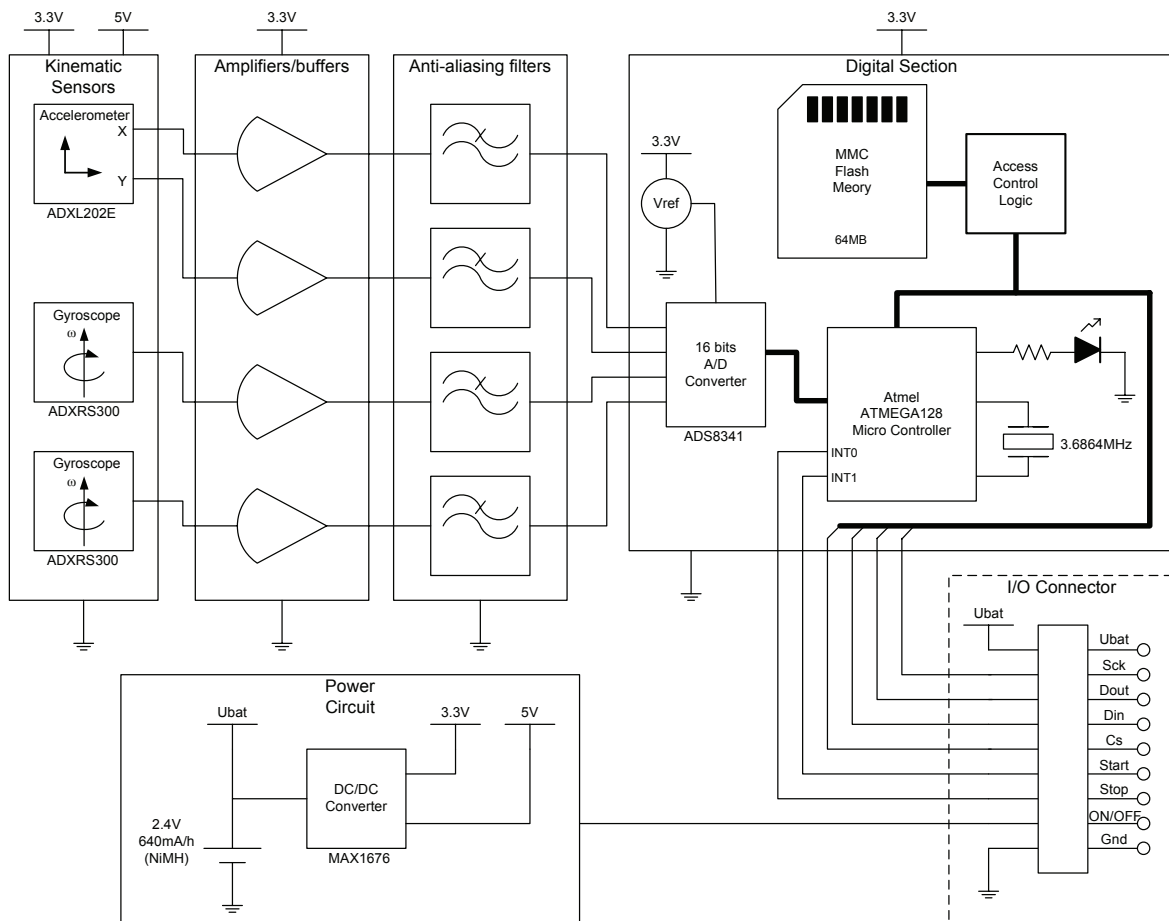 3.3V
5V
Kinematic
Sensors
Accelerometer
X
Y
ADXL202E
Gyroscope
ω
ADXRS300
Gyroscope
ω
ADXRS300
3.3V
Amplifiers/buffers
Anti-aliasing filters
3.3V
Digital Section
MMC
Flash
Meory
64MB
Access
Control
Logic
3.3V
Vref
16 bits
A/D
Converter
ADS8341
Atmel
ATMEGA128
Micro Controller
INT0
INT1
3.6864MHz
I/O Connector
Ubat
Ubat
Sck
Dout
Din
Cs
Start
Stop
ON/OFF
Gnd
Power
Circuit
Ubat
3.3V
5V
DC/DC
Converter
MAX1676
2.4V
640mA/h
(NiMH)